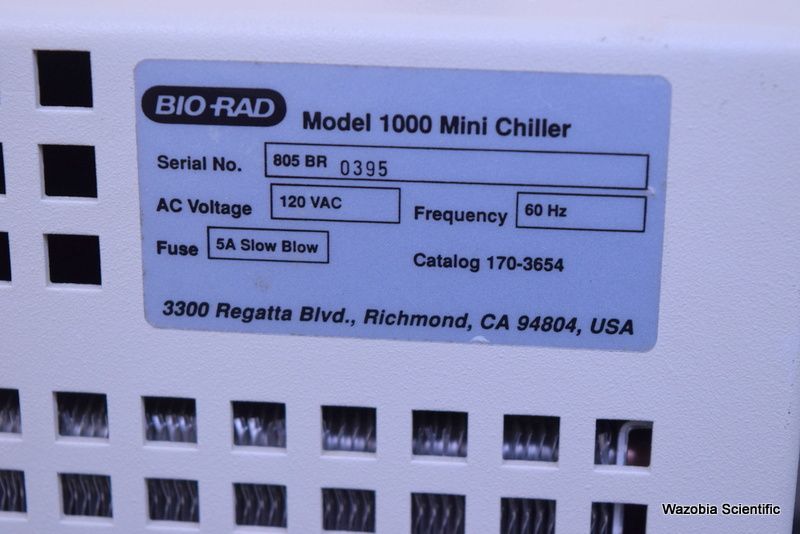 BIO-RAD Model 1000 Mini Chiller
Serial No. 805 BR 0395
AC Voltage 120 VAC Frequency 60 Hz
Fuse 5A Slow Blow Catalog 170-3654
3300 Regatta Blvd., Richmond, CA 94804, USA
Wazobia Scientific